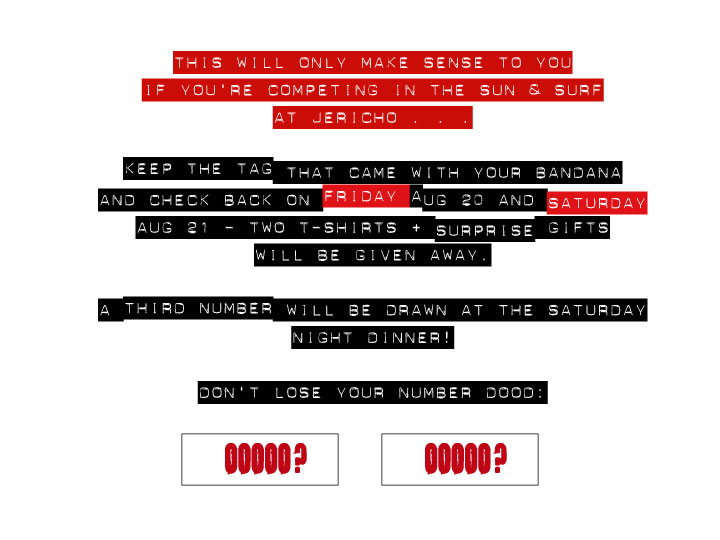 THIS WILL ONLY MAKE SENSE TO YOU
IF YOU'RE COMPETING IN THE SUN & SURF
AT JERICHO . . .
KEEP THE TAG THAT CAME WITH YOUR BANDANA
AND CHECK BACK ON FRIDAY AUG 20 AND SATURDAY
AUG 21 - TWO T-SHIRTS + SURPRISE GIFTS
WILL BE GIVEN AWAY.
A THIRD NUMBER WILL BE DRAWN AT THE SATURDAY
NIGHT DINNER!
DON'T LOSE YOUR NUMBER DOOD:
00000? 00000?